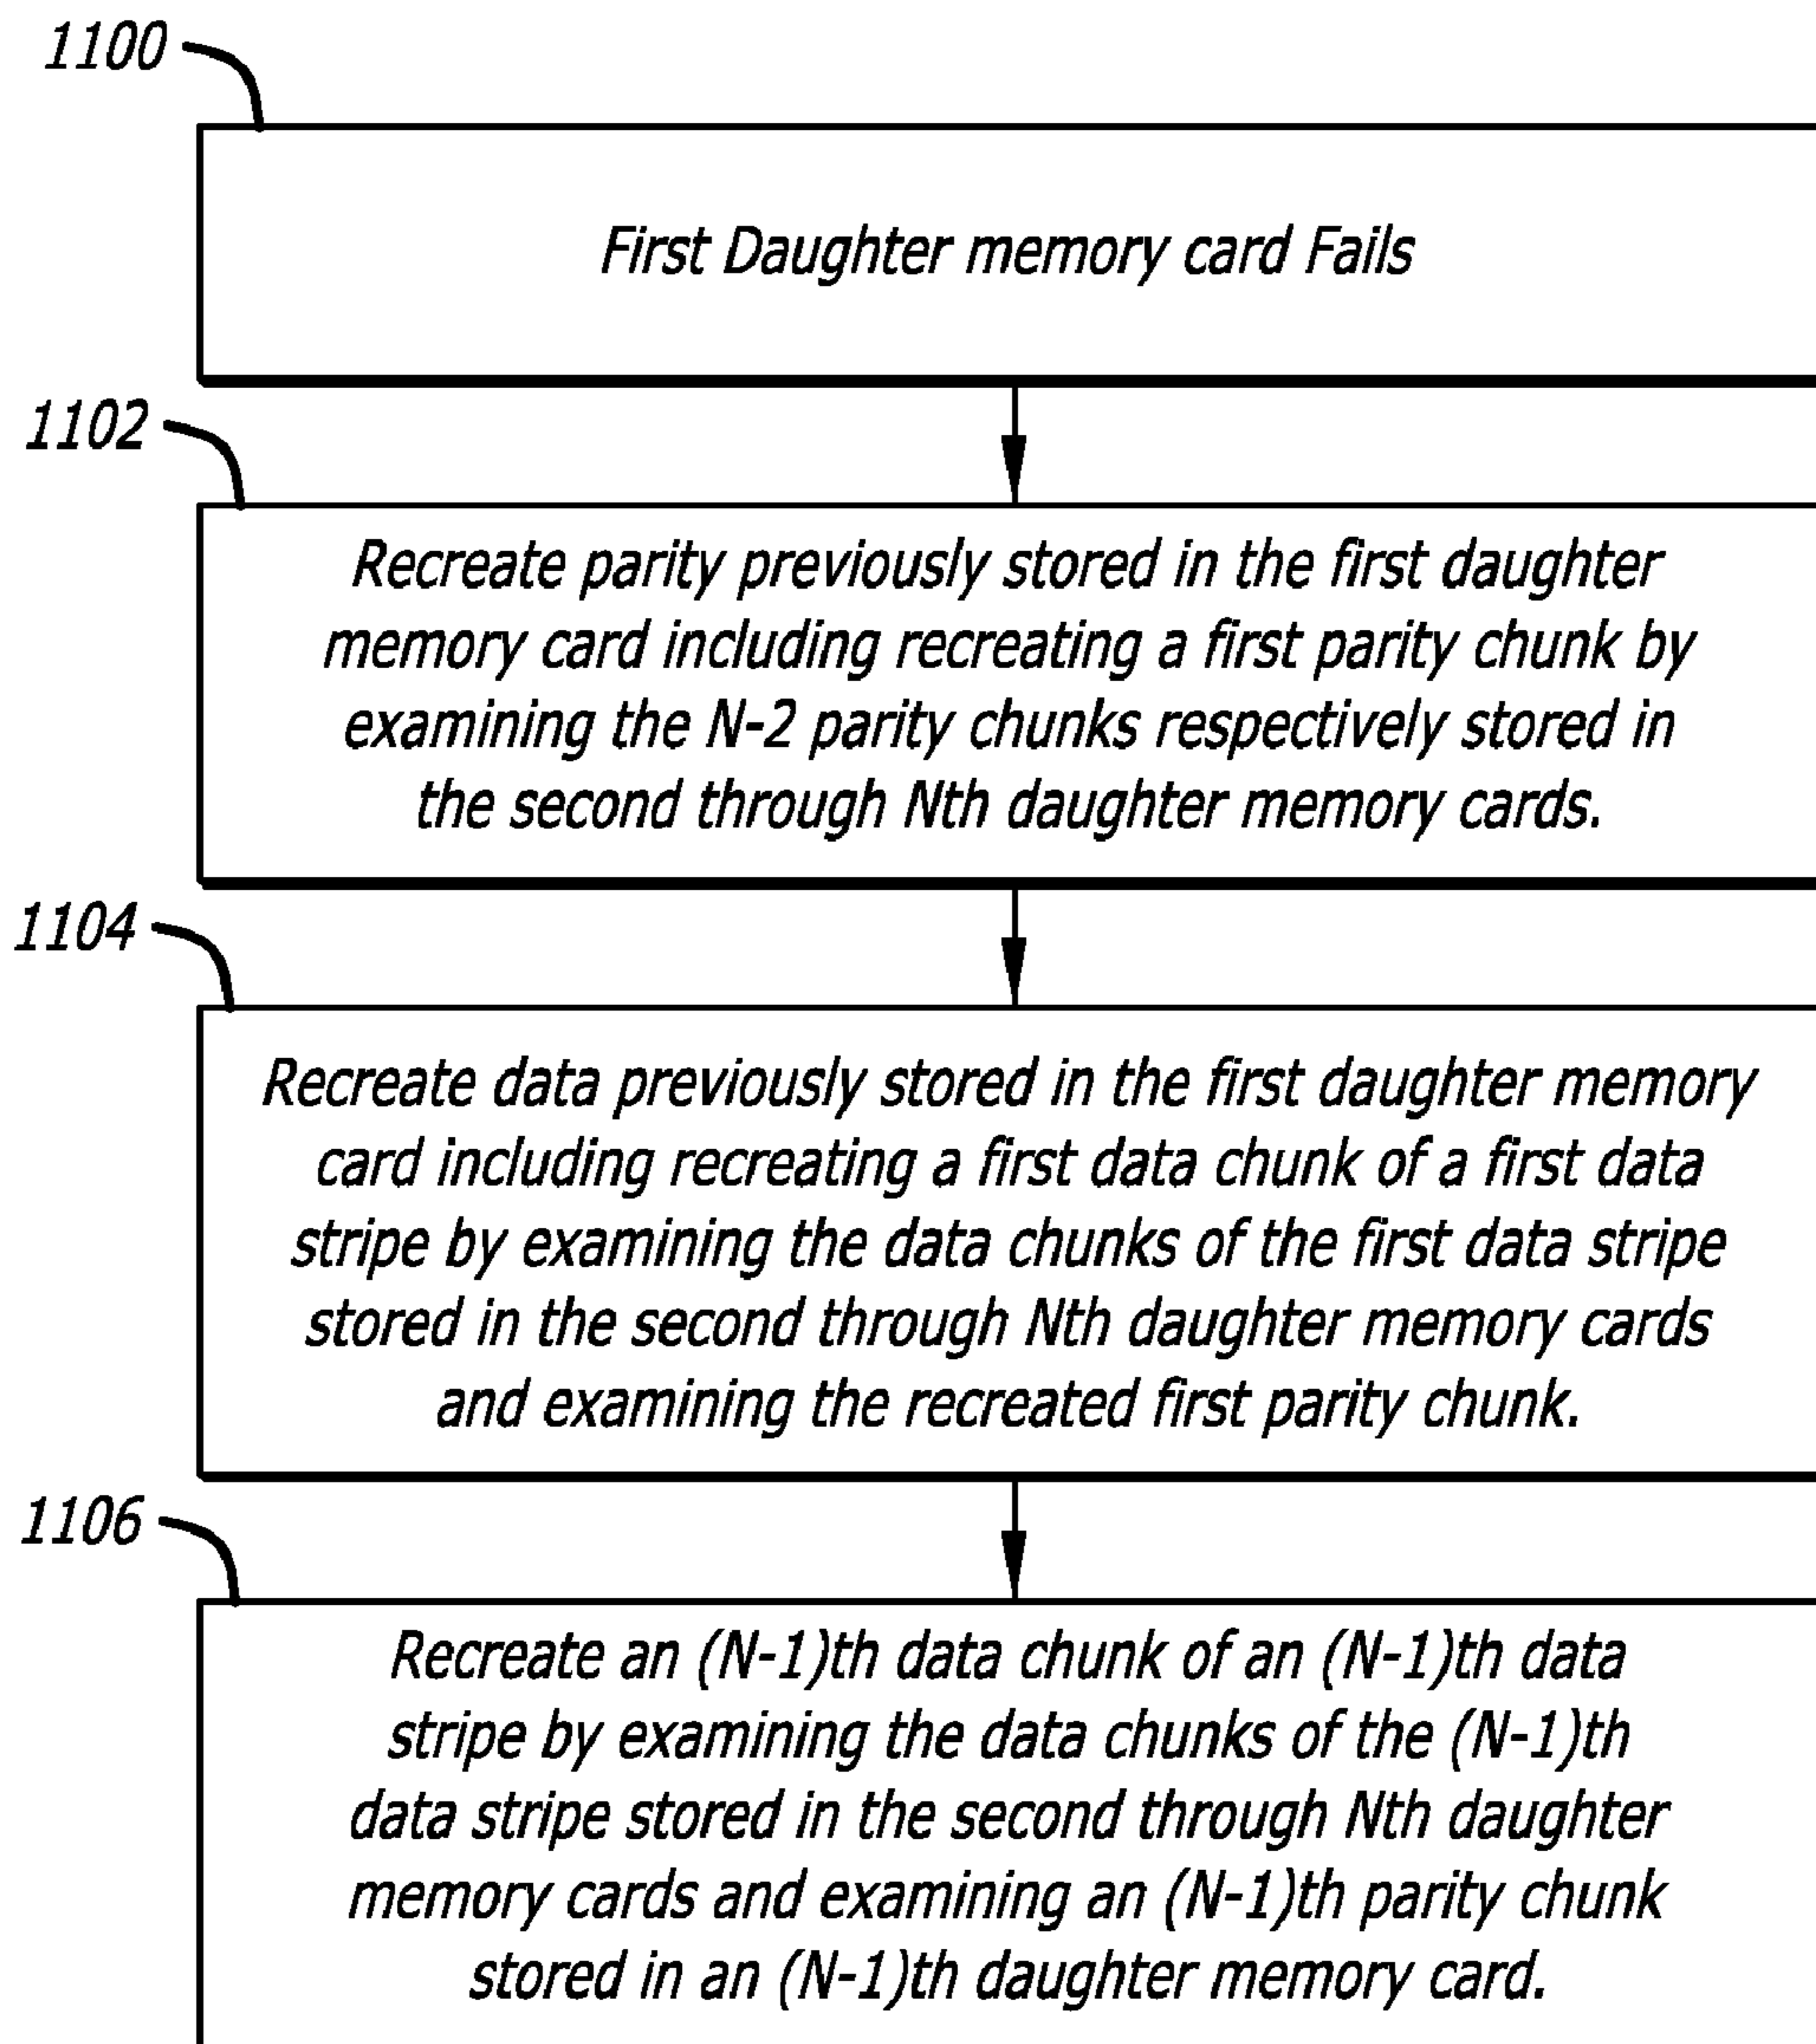 1100
First Daughter memory card Fails
1102
Recreate parity previously stored in the first daughter
memory card including recreating a first parity chunk by
examining the N-2 parity chunks respectively stored in
the second through Nth daughter memory cards.
1104
Recreate data previously stored in the first daughter memory
card including recreating a first data chunk of a first data
stripe by examining the data chunks of the first data stripe
stored in the second through Nth daughter memory cards
and examining the recreated first parity chunk.
1106
Recreate an (N-1)th data chunk of an (N-1)th data
stripe by examining the data chunks of the (N-1)th
data stripe stored in the second through Nth daughter
memory cards and examining an (N-1)th parity chunk
stored in an (N-1)th daughter memory card.